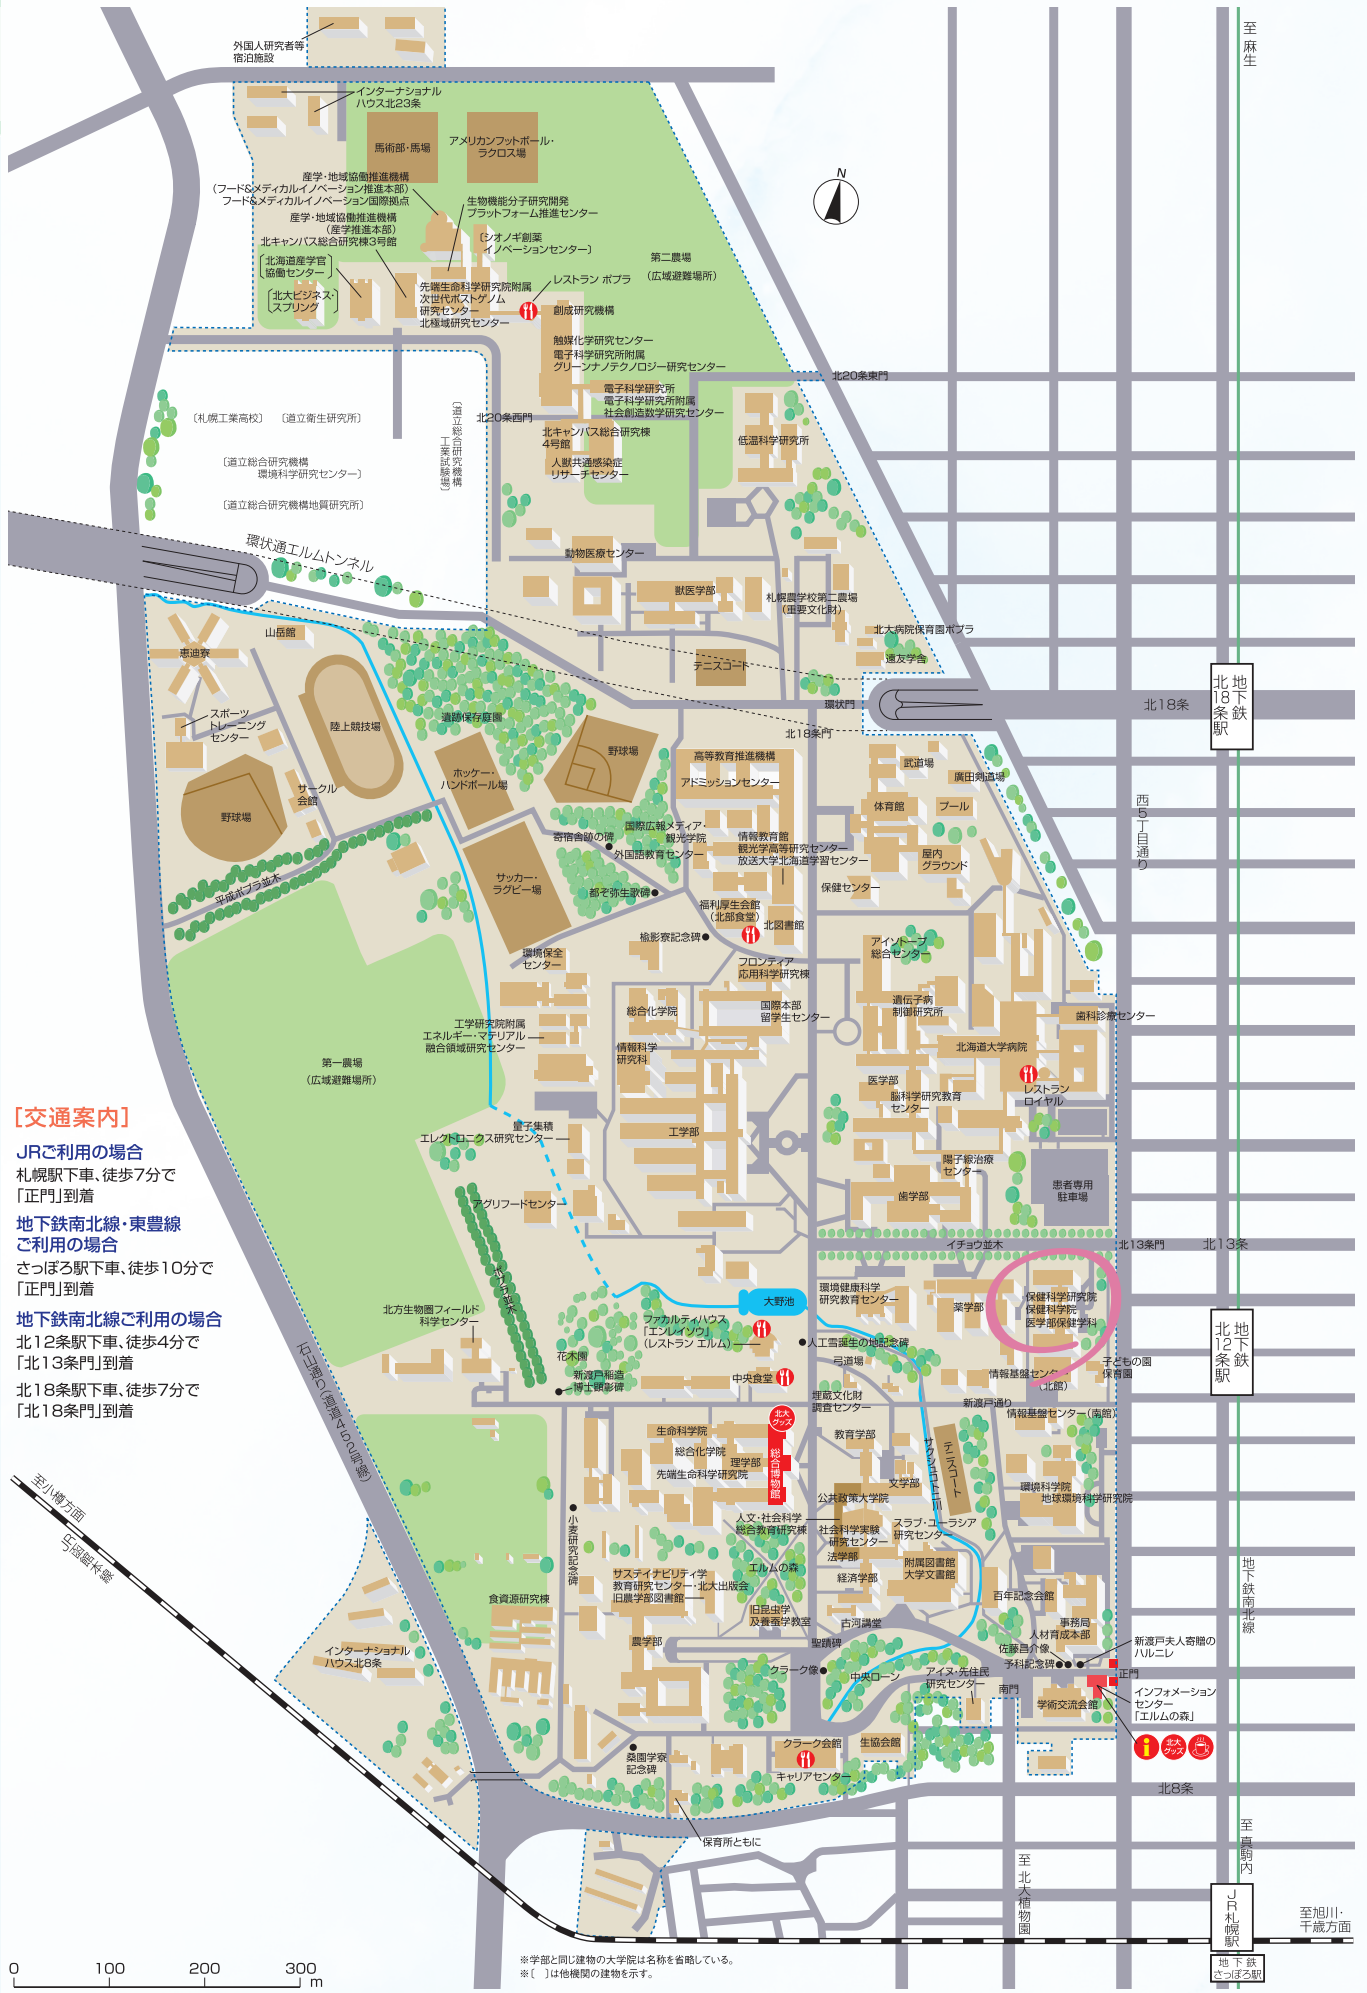 至 麻生
外国人研究者等
宿泊施設
インターナショナル
ハウス北23条
馬術部・馬場
アメリカンフットボール・
ラクロス場
N
産学・地域協働推進機構
(フード&メディカルイノベーション推進本部)
フード&メディカルイノベーション国際拠点
生物機能分子研究開発
プラットフォーム推進センター
産学・地域協働推進機構
(産学推進本部)
北キャンパス総合研究棟3号館
〔シオノギ創薬
イノベーションセンター〕
第二農場
(広域避難場所)
〔北海道産学官
協働センター〕
レストラン ポプラ
先端生命科学研究院附属
次世代ポストゲノム
研究センター
北極域研究センター
〔北大ビジネス・
スプリング〕
創成研究機構
触媒化学研究センター
電子科学研究所附属
グリーンナノテクノロジー研究センター
北20条東門
電子科学研究所
電子科学研究所附属
社会創造数学研究センター
〔札幌工業高校〕
〔道立衛生研究所〕
〔道立総合研究機構
工業試験場〕
北20条西門
北キャンパス総合研究棟
4号館
低温科学研究所
〔道立総合研究機構
環境科学研究センター〕
人獣共通感染症
リサーチセンター
〔道立総合研究機構地質研究所〕
環状通エルムトンネル
動物医療センター
獣医学部
札幌農学校第二農場
(重要文化財)
山岳館
恵迪寮
北大病院保育園ポプラ
遠友学舎
テニスコート
地下鉄
北18条駅
環状門
北18条
スポーツ
トレーニング
センター
陸上競技場
遺跡保存庭園
北18条門
野球場
高等教育推進機構
アドミッションセンター
武道場
廣田剣道場
ホッケー・
ハンドボール場
サークル
会館
体育館
プール
西5丁目通り
野球場
寄宿舎跡の碑
国際広報メディア・
観光学院
外国語教育センター
情報教育館
観光学高等研究センター
放送大学北海道学習センター
屋内
グラウンド
サッカー・
ラグビー場
平成ポプラ並木
都ぞ弥生歌碑
保健センター
福利厚生会館
(北部食堂)
北図書館
楡影寮記念碑
環境保全
センター
アイソトープ
総合センター
フロンティア
応用科学研究棟
総合化学院
国際本部
留学生センター
遺伝子病
制御研究所
歯科診療センター
工学研究院附属
エネルギー・マテリアル
融合領域研究センター
情報科学
研究科
北海道大学病院
第一農場
(広域避難場所)
医学部
脳科学研究教育
センター
レストラン
ロイヤル
[交通案内]
JRご利用の場合
札幌駅下車、徒歩7分で
「正門」到着
地下鉄南北線・東豊線
ご利用の場合
さっぽろ駅下車、徒歩10分で
「正門」到着
地下鉄南北線ご利用の場合
北12条駅下車、徒歩4分で
「北13条門」到着
北18条駅下車、徒歩7分で
「北18条門」到着
量子集積
エレクトロニクス研究センター
工学部
陽子線治療
センター
患者専用
駐車場
アグリフードセンター
歯学部
イチョウ並木
北13条門
北13条
ポプラ並木
大野池
環境健康科学
研究教育センター
薬学部
保健科学研究院
保健科学院
医学部保健学科
地下鉄
北12条駅
北方生物圏フィールド
科学センター
ファカルティハウス
「エンレイソウ」
(レストラン エルム)
人工雪誕生の地記念碑
石山通り(道道452号線)
花木園
弓道場
新渡戸稲造
博士顕彰碑
中央食堂
情報基盤センター
(北館)
子どもの園
保育園
埋蔵文化財
調査センター
新渡戸通り
情報基盤センター(南館)
北大
グッズ
生命科学院
総合化学院
理学部
先端生命科学研究院
総合博物館
教育学部
サクシュコトニ川
テニスコート
文学部
公共政策大学院
環境科学院
地球環境科学研究院
至小樽方面
JR函館本線
小麦研究記念碑
人文・社会科学
総合教育研究棟
社会科学実験
研究センター
スラブ・ユーラシア
研究センター
法学部
エルムの森
経済学部
附属図書館
大学文書館
地下鉄南北線
サステイナビリティ学
教育研究センター・北大出版会
旧農学部図書館
食資源研究棟
旧昆虫学
及養蚕学教室
百年記念会館
古河講堂
事務局
人材育成本部
農学部
聖蹟碑
佐藤昌介像
予科記念碑
新渡戸夫人寄贈の
ハルニレ
インターナショナル
ハウス北8条
クラーク像
中央ローン
アイヌ・先住民
研究センター
南門
正門
学術交流会館
インフォメーション
センター
「エルムの森」
北大
グッズ
桑園学寮
記念碑
クラーク会館
生協会館
キャリアセンター
北8条
保育所ともに
至 真駒内
至 北大植物園
JR札幌駅
至旭川・
千歳方面
地下鉄
さっぽろ駅
※学部と同じ建物の大学院は名称を省略している。
※〔 〕は他機関の建物を示す。
0 100 200 300
m